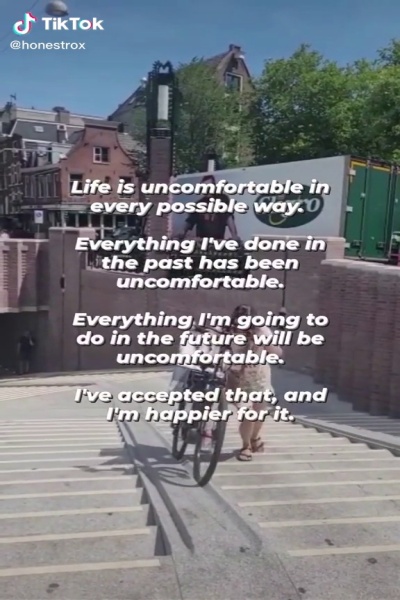 TikTok
@honestrox
Life is uncomfortable in
every possible way.
Everything I've done in
the past has been
uncomfortable.
Everything I'm going to
do in the future will be
uncomfortable.
I've accepted that, and
I'm happier for it.